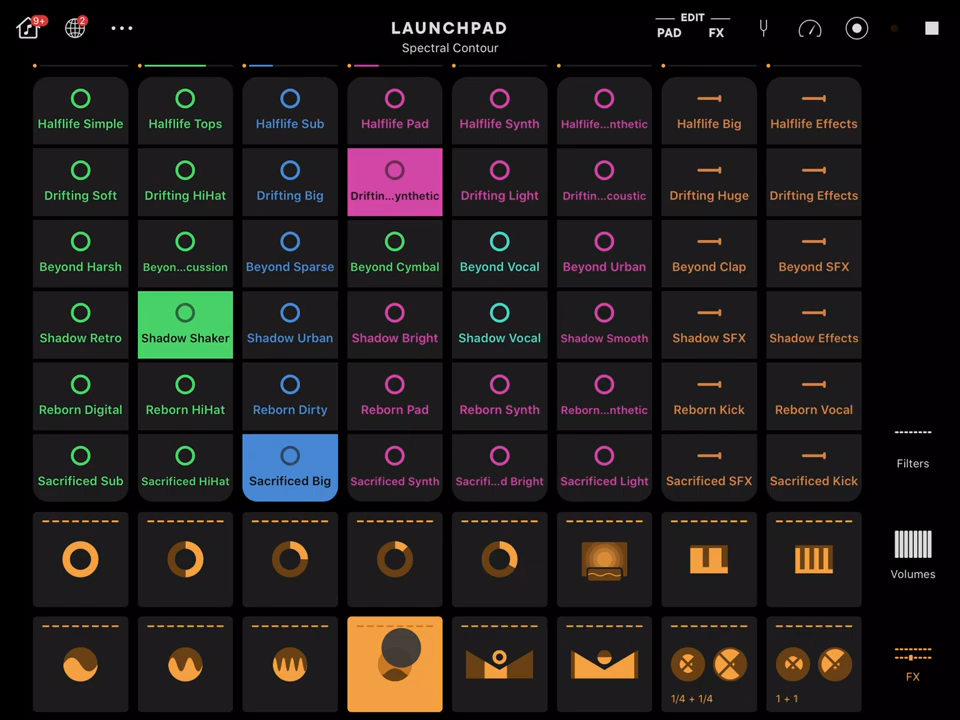 9+
2
LAUNCHPAD
Spectral Contour
EDIT
PAD FX
Halflife Simple
Halflife Tops
Halflife Sub
Halflife Pad
Halflife Synth
Halflife...nthetic
Halflife Big
Halflife Effects
Drifting Soft
Drifting HiHat
Drifting Big
Driftin...ynthetic
Drifting Light
Driftin...coustic
Drifting Huge
Drifting Effects
Beyond Harsh
Beyon...cussion
Beyond Sparse
Beyond Cymbal
Beyond Vocal
Beyond Urban
Beyond Clap
Beyond SFX
Shadow Retro
Shadow Shaker
Shadow Urban
Shadow Bright
Shadow Vocal
Shadow Smooth
Shadow SFX
Shadow Effects
Reborn Digital
Reborn HiHat
Reborn Dirty
Reborn Pad
Reborn Synth
Reborn...nthetic
Reborn Kick
Reborn Vocal
Sacrificed Sub
Sacrificed HiHat
Sacrificed Big
Sacrificed Synth
Sacrifi...d Bright
Sacrificed Light
Sacrificed SFX
Sacrificed Kick
Filters
Volumes
FX
1/4 + 1/4
1 + 1